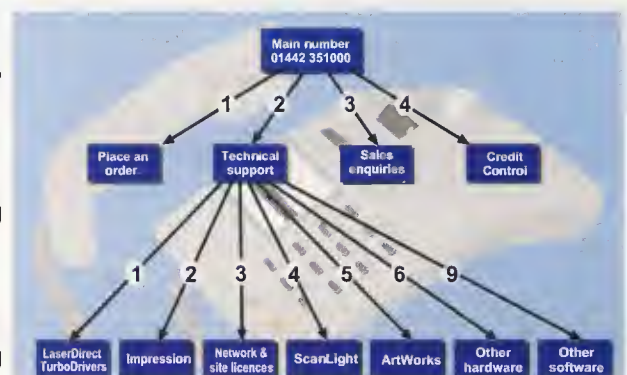 Main number
01442 351000
1 2 3 4
Place an
order
Technical
support
Sales
enquiries
Credit
Control
1 2 3 4 5 6 9
LaserDirect
TurboDrivers
Impression
Network &
site licences
ScanLight
ArtWorks
Other
hardware
Other
software